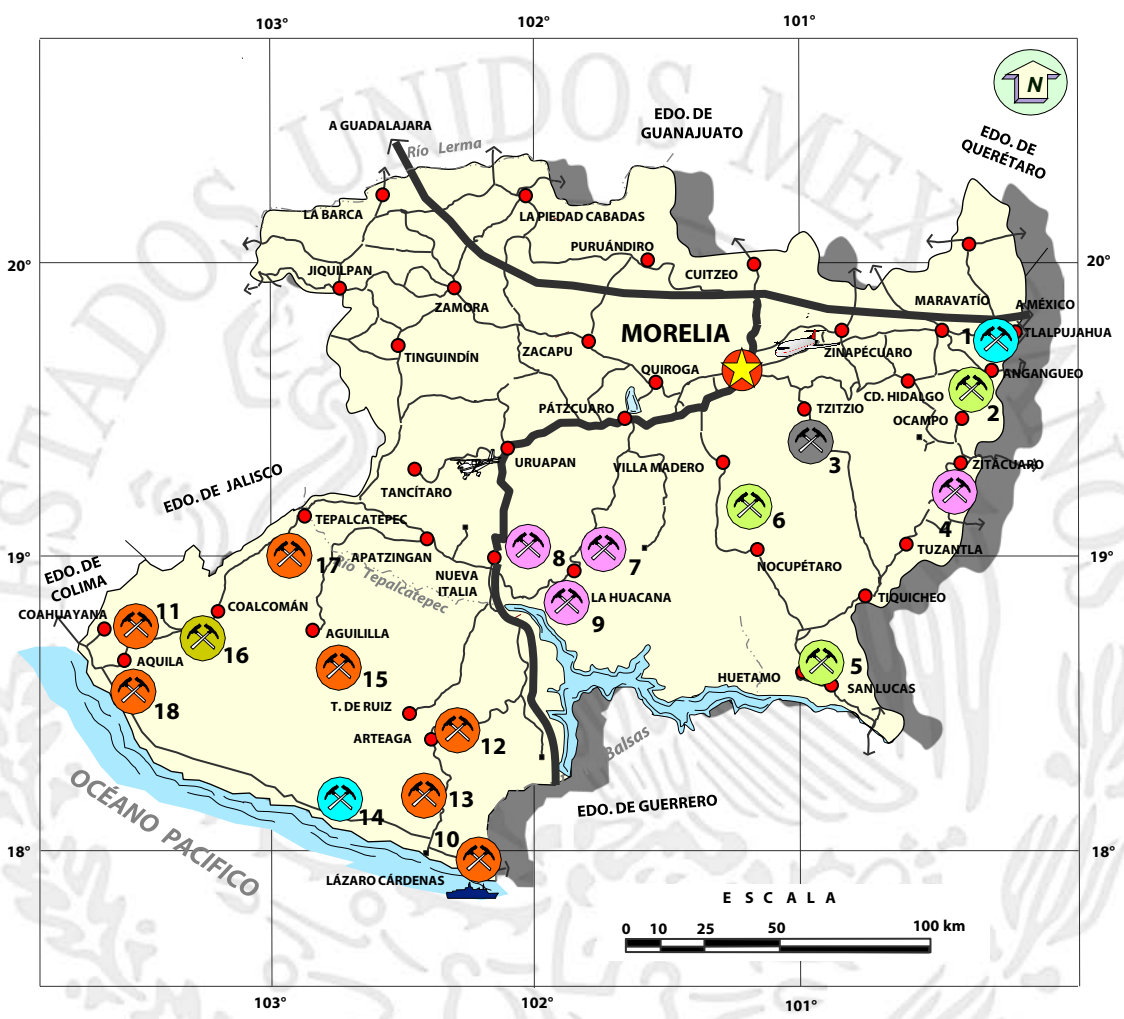 103°
102°
101°
ESTADOS UNIDOS MEXICANOS
N
A GUADALAJARA
Río Lerma
EDO. DE
GUANAJUATO
EDO. DE
QUERÉTARO
LA BARCA
LA PIEDAD CABADAS
PURUÁNDIRO
20°
JIQUILPAN
CUITZEO
20°
ZAMORA
MARAVATÍO
A MÉXICO
MORELIA
1
TLALPUJAHUA
TINGUINDÍN
ZACAPU
ZINAPÉCUARO
QUIROGA
ANGANGUEO
CD. HIDALGO
PÁTZCUARO
TZITZIO
2
OCAMPO
3
URUAPAN
VILLA MADERO
ZITÁCUARO
EDO. DE JALISCO
TANCÍTARO
6
4
TEPALCATEPEC
APATZINGAN
19°
17
8
7
TUZANTLA
19°
EDO. DE
COLIMA
Río Tepalcatepec
NUEVA
ITALIA
NOCUPÉTARO
LA HUACANA
TIQUICHEO
COAHUAYANA
11
COALCOMÁN
9
AGUILILLA
16
AQUILA
15
5
HUETAMO
SAN LUCAS
18
T. DE RUIZ
ARTEAGA
12
Balsas
OCÉANO PACIFICO
13
14
EDO. DE GUERRERO
10
18°
18°
LÁZARO CÁRDENAS
E S C A L A
0 10 25 50 100 km
103°
102°
101°